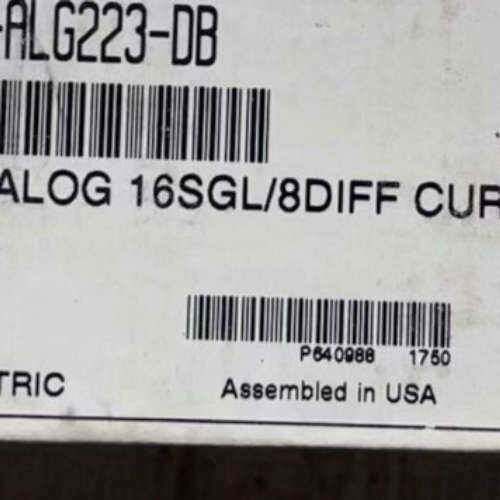 -ALG223-DB
ALOG 16SGL/8DIFF CUR
P640988 1750
TRIC
Assembled in USA